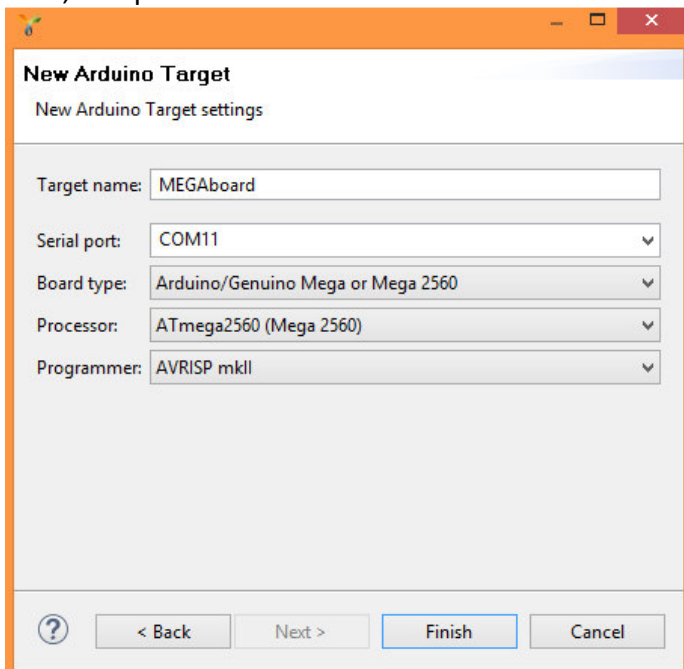 New Arduino Target
New Arduino Target settings
Target name: MEGAboard
Serial port: COM11
Board type: Arduino/Genuino Mega or Mega 2560
Processor: ATmega2560 (Mega 2560)
Programmer: AVRISP mkII
? < Back Next > Finish Cancel